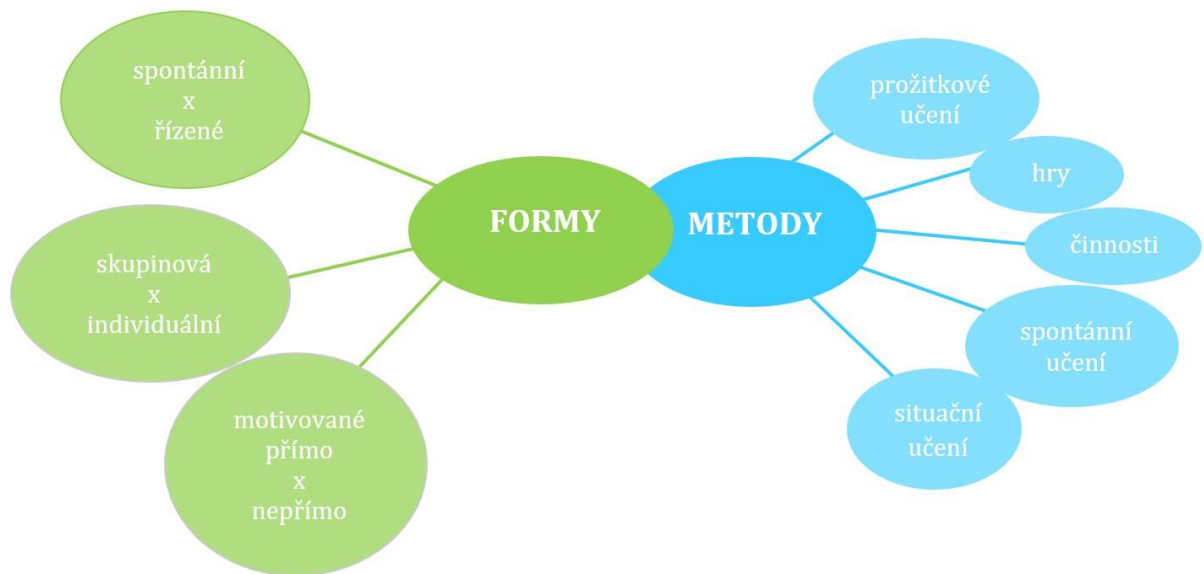 spontánní
x
řízené
skupinová
x
individuální
motivované
přímo
x
nepřímo
FORMY
METODY
prožitkové
učení
hry
činnosti
spontánní
učení
situační
učení